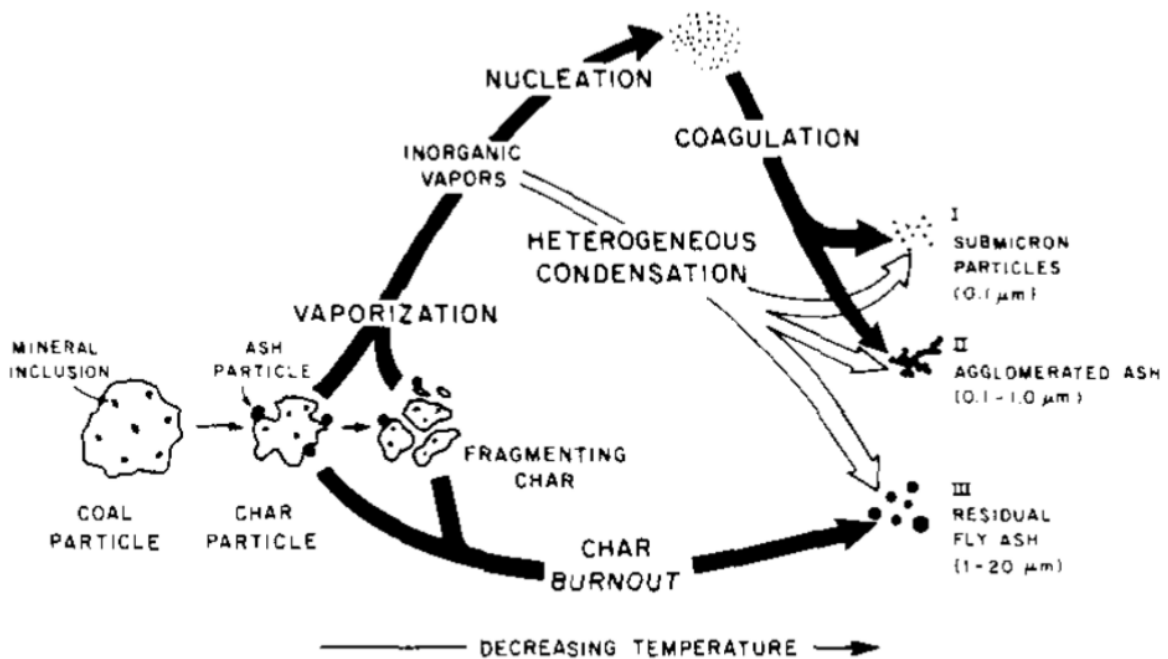 NUCLEATION
COAGULATION
INORGANIC
VAPORS
I
SUBMICRON
PARTICLES
(0.1 μm)
HETEROGENEOUS
CONDENSATION
VAPORIZATION
MINERAL
INCLUSION
ASH
PARTICLE
II
AGGLOMERATED ASH
(0.1-1.0 μm)
FRAGMENTING
CHAR
COAL
PARTICLE
CHAR
PARTICLE
III
RESIDUAL
FLY ASH
(1-20 μm)
CHAR
BURNOUT
DECREASING TEMPERATURE